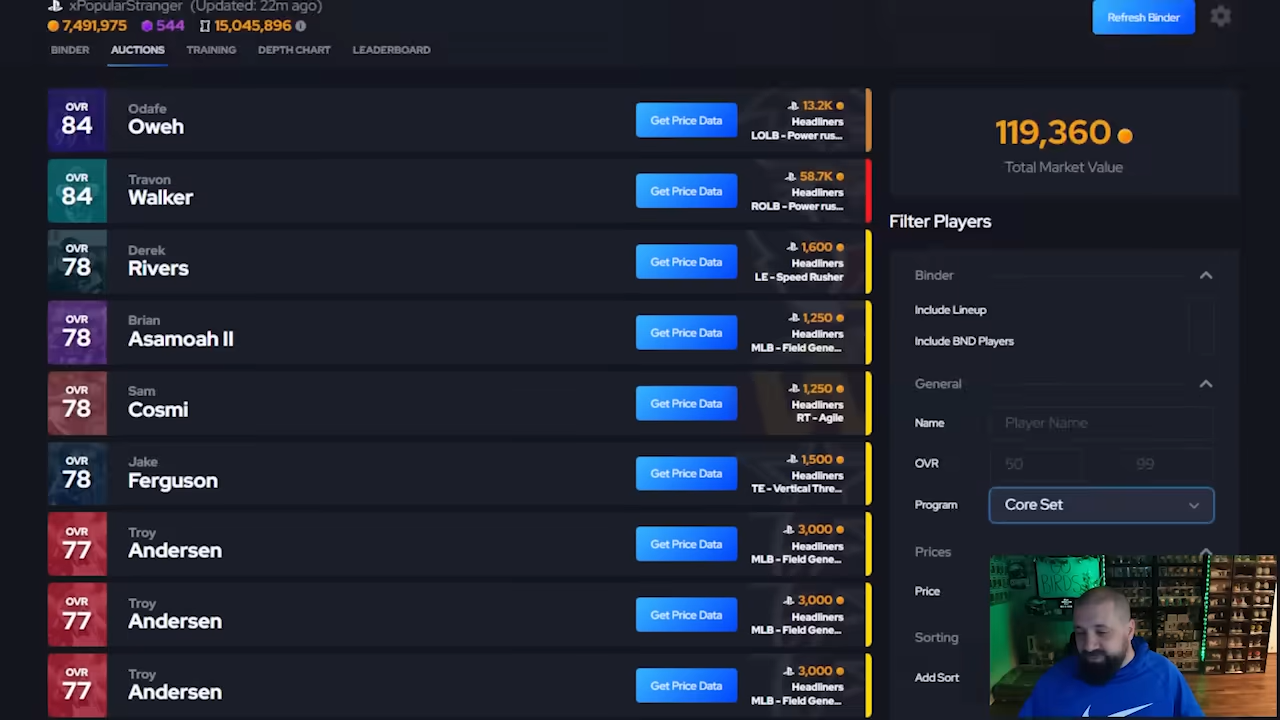 xPopularStranger (Updated: 22m ago)
7,491,975 544 15,045,896
Refresh Binder
BINDER AUCTIONS TRAINING DEPTH CHART LEADERBOARD
OVR
84
Odafe
Oweh
Get Price Data
13.2K
Headliners
LOLB - Power rus...
OVR
84
Travon
Walker
Get Price Data
58.7K
Headliners
ROLB - Power rus...
OVR
78
Derek
Rivers
Get Price Data
1,600
Headliners
LE - Speed Rusher
OVR
78
Brian
Asamoah II
Get Price Data
1,250
Headliners
MLB - Field Gene...
OVR
78
Sam
Cosmi
Get Price Data
1,250
Headliners
RT - Agile
OVR
78
Jake
Ferguson
Get Price Data
1,500
Headliners
TE - Vertical Thre...
OVR
77
Troy
Andersen
Get Price Data
3,000
Headliners
MLB - Field Gene...
OVR
77
Troy
Andersen
Get Price Data
3,000
Headliners
MLB - Field Gene...
OVR
77
Troy
Andersen
Get Price Data
3,000
Headliners
MLB - Field Gene...
119,360
Total Market Value
Filter Players
Binder
Include Lineup
Include BND Players
General
Name Player Name
OVR 50 99
Program Core Set
Prices
Price
Sorting
Add Sort
GO
BIRDS